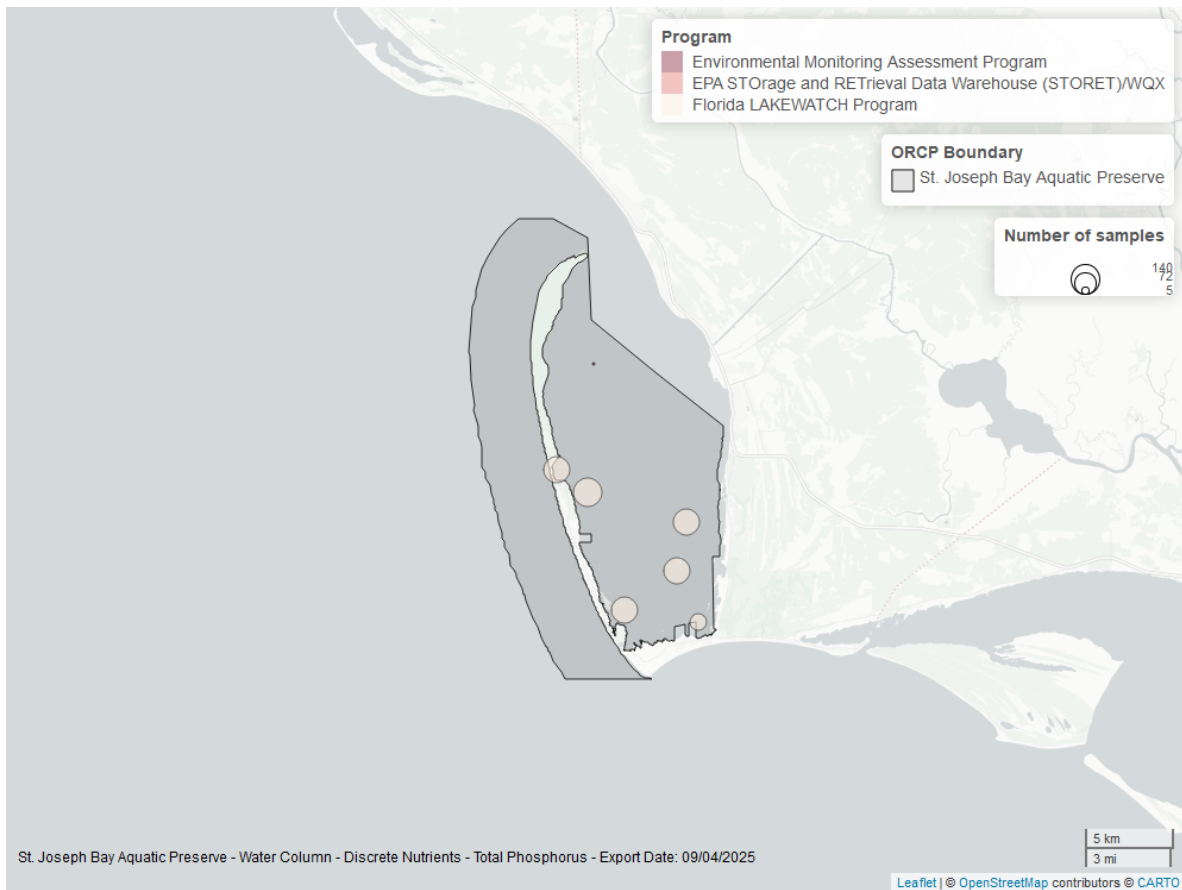 Program
Environmental Monitoring Assessment Program
EPA STOrage and RETrieval Data Warehouse (STORET)/WQX
Florida LAKEWATCH Program
ORCP Boundary
St. Joseph Bay Aquatic Preserve
Number of samples
140
72
5
5 km
3 mi
St. Joseph Bay Aquatic Preserve - Water Column - Discrete Nutrients - Total Phosphorus - Export Date: 09/04/2025
Leaflet | © OpenStreetMap contributors © CARTO